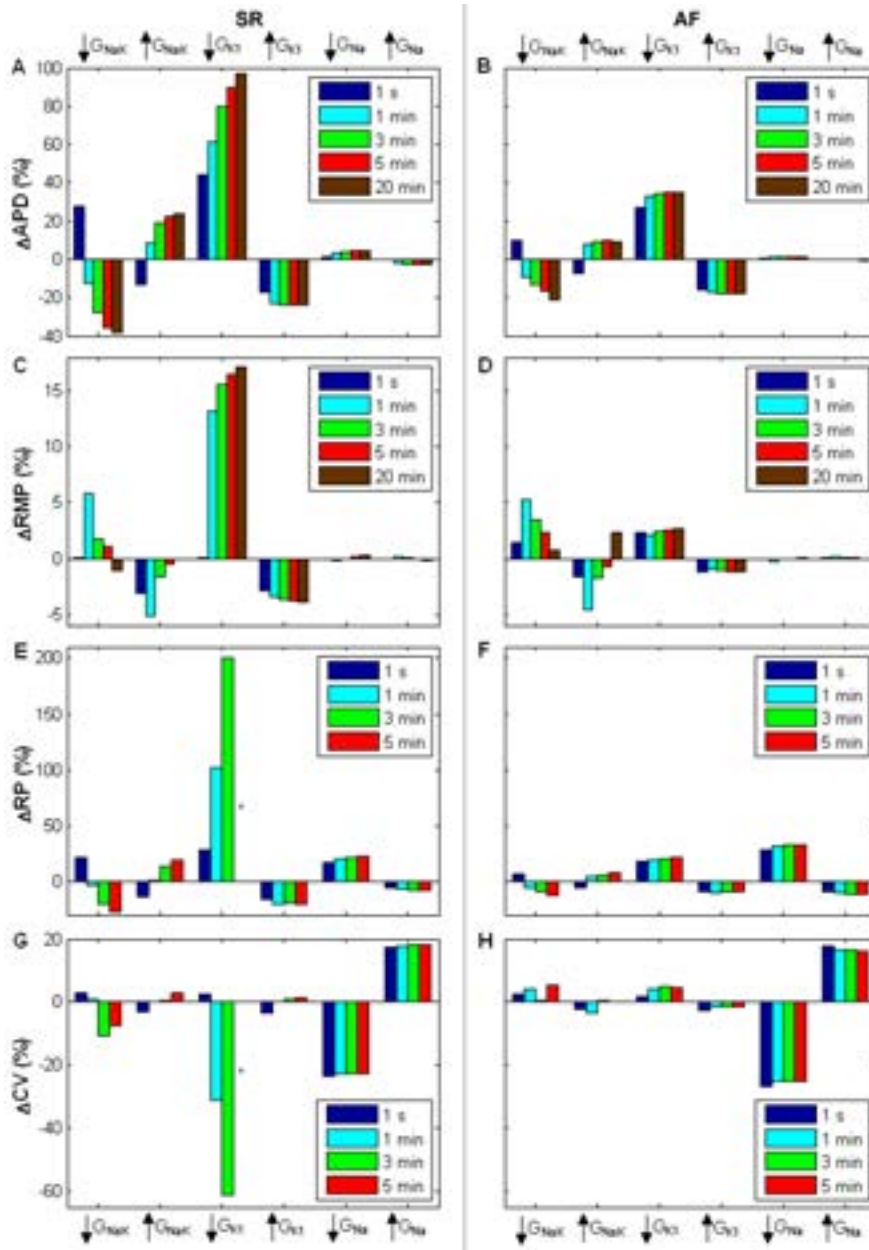 SR AF
↓GNaK ↑GNaK ↓GK1 ↑GK1 ↓GNa ↑GNa ↓GNaK ↑GNaK ↓GK1 ↑GK1 ↓GNa ↑GNa
A
ΔAPD (%)
100
80
60
40
20
0
-20
-40
1 s
1 min
3 min
5 min
20 min
B
1 s
1 min
3 min
5 min
20 min
C
ΔRMP (%)
15
10
5
0
-5
1 s
1 min
3 min
5 min
20 min
D
1 s
1 min
3 min
5 min
20 min
E
ΔRP (%)
200
150
100
50
0
1 s
1 min
3 min
5 min
*
F
1 s
1 min
3 min
5 min
G
ΔCV (%)
20
0
-20
-40
-60
*
1 s
1 min
3 min
5 min
H
1 s
1 min
3 min
5 min
↓GNaK ↑GNaK ↓GK1 ↑GK1 ↓GNa ↑GNa ↓GNaK ↑GNaK ↓GK1 ↑GK1 ↓GNa ↑GNa